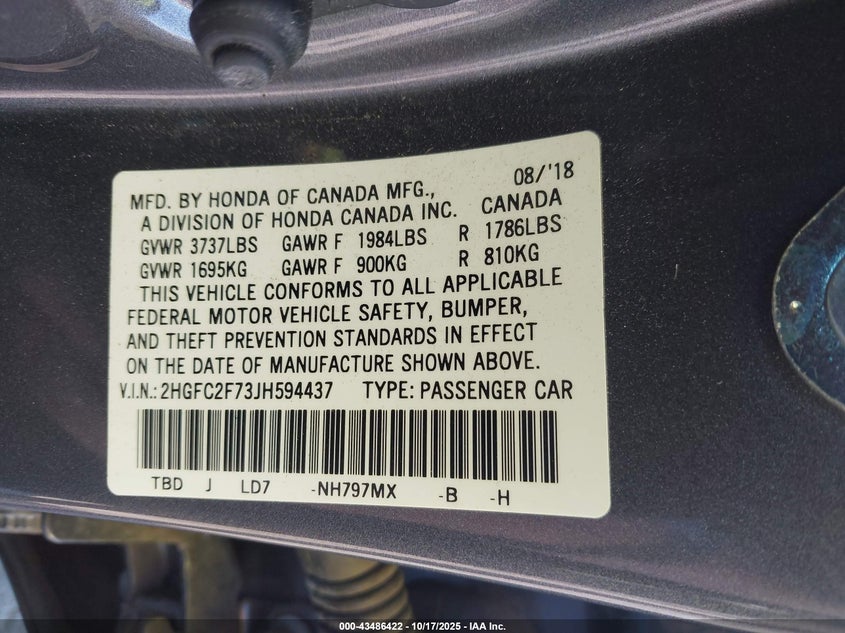 08/'18
MFD. BY HONDA OF CANADA MFG.,
A DIVISION OF HONDA CANADA INC. CANADA
GVWR 3737LBS GAWR F 1984LBS R 1786LBS
GVWR 1695KG GAWR F 900KG R 810KG
THIS VEHICLE CONFORMS TO ALL APPLICABLE
FEDERAL MOTOR VEHICLE SAFETY, BUMPER,
AND THEFT PREVENTION STANDARDS IN EFFECT
ON THE DATE OF MANUFACTURE SHOWN ABOVE.
V.I.N.: 2HGFC2F73JH594437 TYPE: PASSENGER CAR
TBD J LD7 -NH797MX -B -H
000-43486422 - 10/17/2025 - IAA Inc.